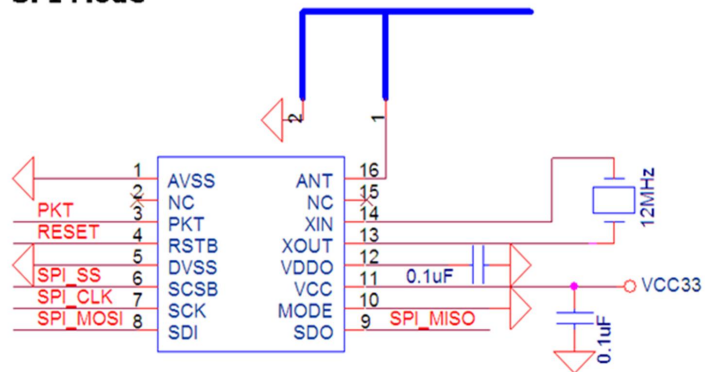 2
1
1 AVSS ANT 16
2 NC NC 15
PKT 3 PKT XIN 14
RESET 4 RSTB XOUT 13
5 DVSS VDDO 12 0.1uF
SPI_SS 6 SCSB VCC 11 VCC33
SPI_CLK 7 SCK MODE 10
SPI_MOSI 8 SDI SDO 9 SPI_MISO
12MHz
0.1uF